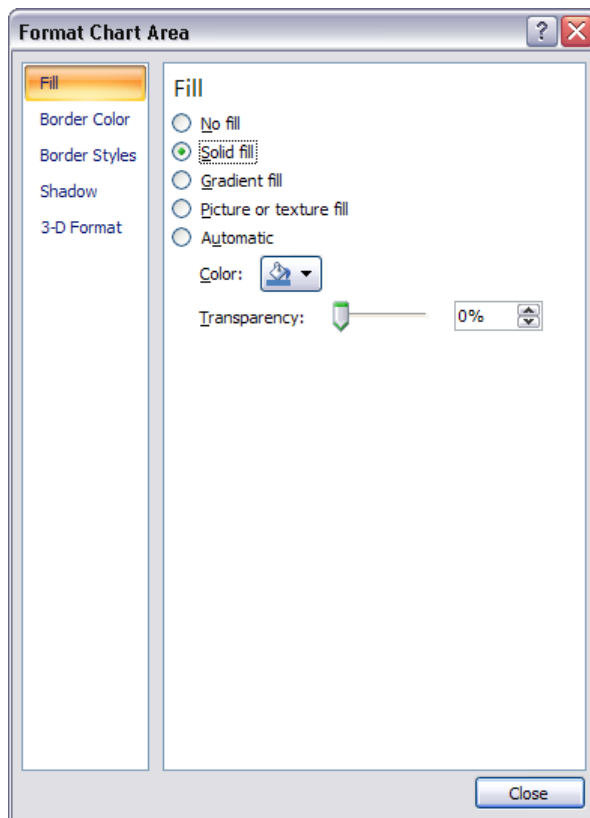 Format Chart Area
Fill
Border Color
Border Styles
Shadow
3-D Format
Fill
No fill
Solid fill
Gradient fill
Picture or texture fill
Automatic
Color:
Transparency: 0%
Close